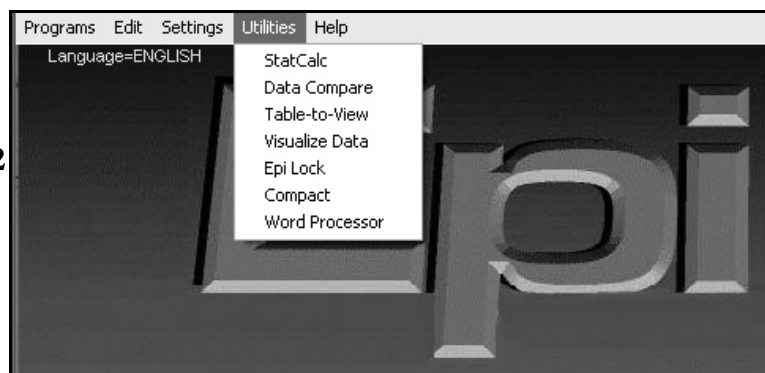 Programs Edit Settings Utilities Help
Language=ENGLISH
StatCalc
Data Compare
Table-to-View
Visualize Data
Epi Lock
Compact
Word Processor
2
Epi